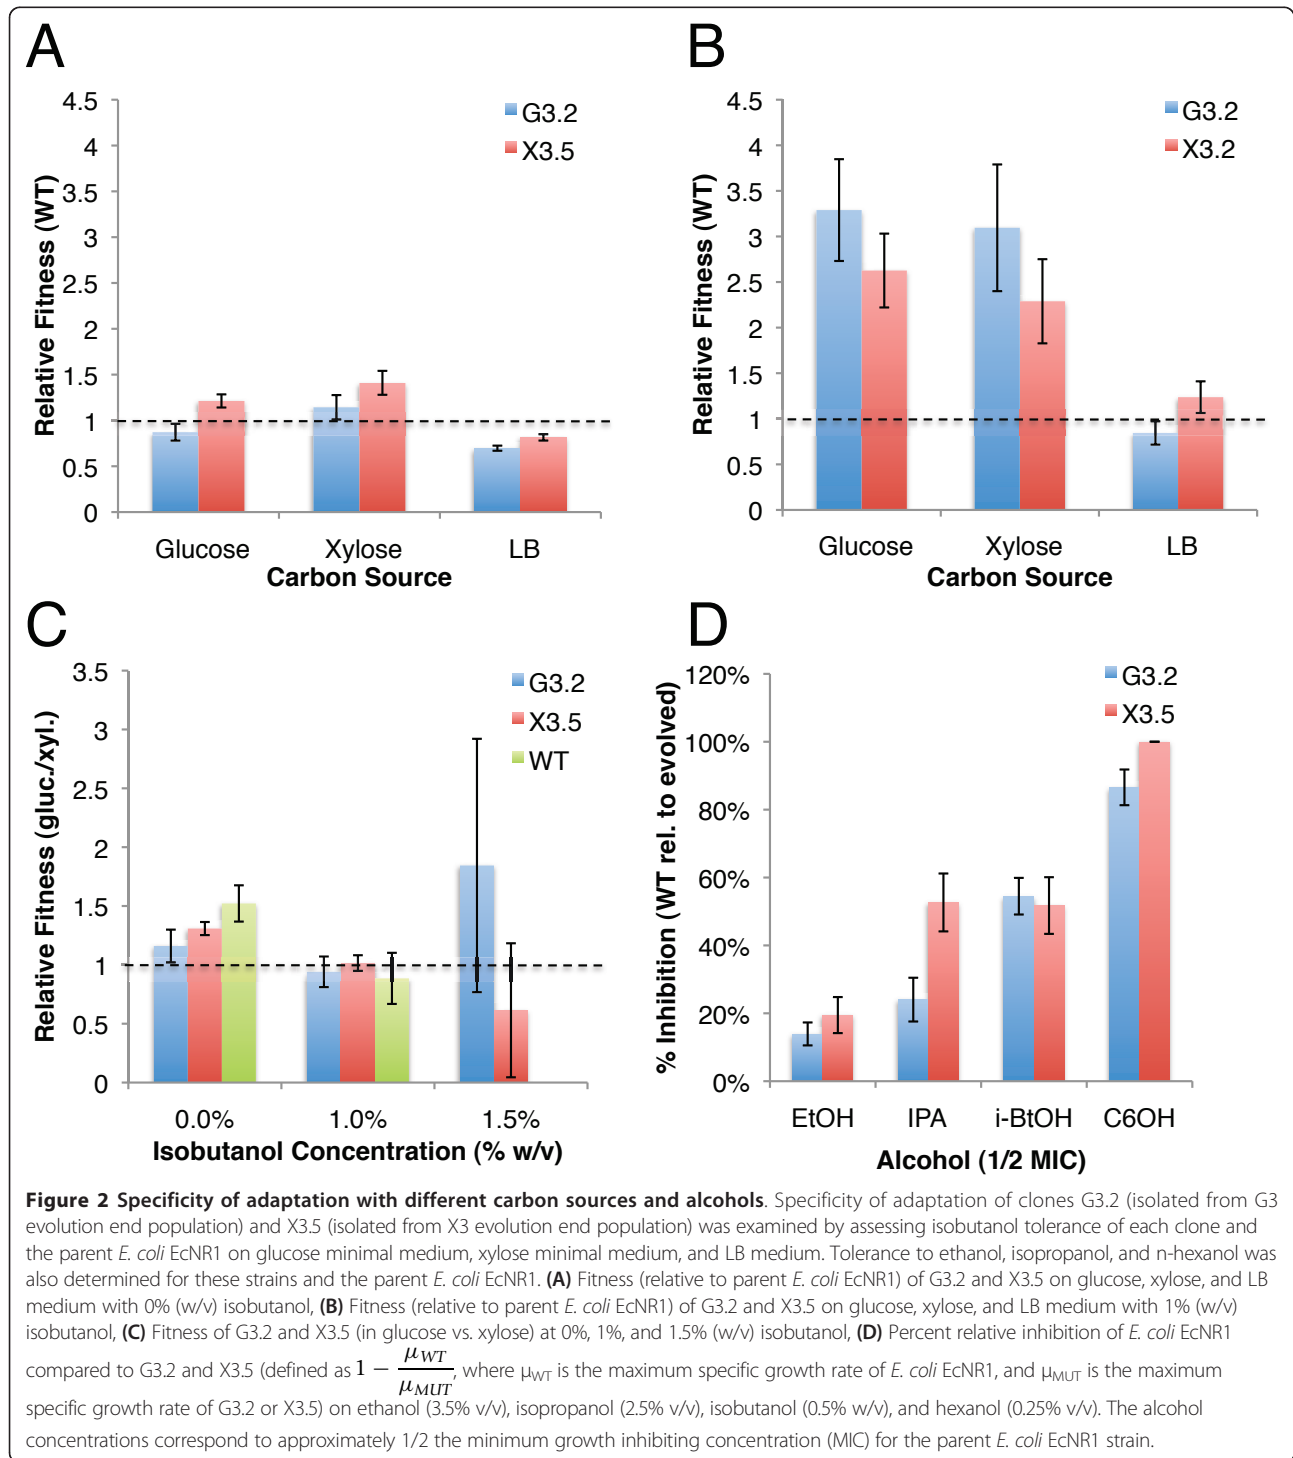 A
4.5
4
3.5
3
2.5
2
1.5
1
0.5
0
Relative Fitness (WT)
G3.2
X3.5
Glucose Xylose LB
Carbon Source
B
4.5
4
3.5
3
2.5
2
1.5
1
0.5
0
Relative Fitness (WT)
G3.2
X3.2
Glucose Xylose LB
Carbon Source
C
3.5
3
2.5
2
1.5
1
0.5
0
Relative Fitness (gluc./xyl.)
G3.2
X3.5
WT
0.0% 1.0% 1.5%
Isobutanol Concentration (% w/v)
D
120%
100%
80%
60%
40%
20%
0%
% Inhibition (WT rel. to evolved)
G3.2
X3.5
EtOH IPA i-BtOH C6OH
Alcohol (1/2 MIC)
Figure 2 Specificity of adaptation with different carbon sources and alcohols. Specificity of adaptation of clones G3.2 (isolated from G3
evolution end population) and X3.5 (isolated from X3 evolution end population) was examined by assessing isobutanol tolerance of each clone and
the parent E. coli EcNR1 on glucose minimal medium, xylose minimal medium, and LB medium. Tolerance to ethanol, isopropanol, and n-hexanol was
also determined for these strains and the parent E. coli EcNR1. (A) Fitness (relative to parent E. coli EcNR1) of G3.2 and X3.5 on glucose, xylose, and LB
medium with 0% (w/v) isobutanol, (B) Fitness (relative to parent E. coli EcNR1) of G3.2 and X3.5 on glucose, xylose, and LB medium with 1% (w/v)
isobutanol, (C) Fitness of G3.2 and X3.5 (in glucose vs. xylose) at 0%, 1%, and 1.5% (w/v) isobutanol, (D) Percent relative inhibition of E. coli EcNR1
compared to G3.2 and X3.5 (defined as 1 − μWT/μMUT, where μWT is the maximum specific growth rate of E. coli EcNR1, and μMUT is the maximum
specific growth rate of G3.2 or X3.5) on ethanol (3.5% v/v), isopropanol (2.5% v/v), isobutanol (0.5% w/v), and hexanol (0.25% v/v). The alcohol
concentrations correspond to approximately 1/2 the minimum growth inhibiting concentration (MIC) for the parent E. coli EcNR1 strain.